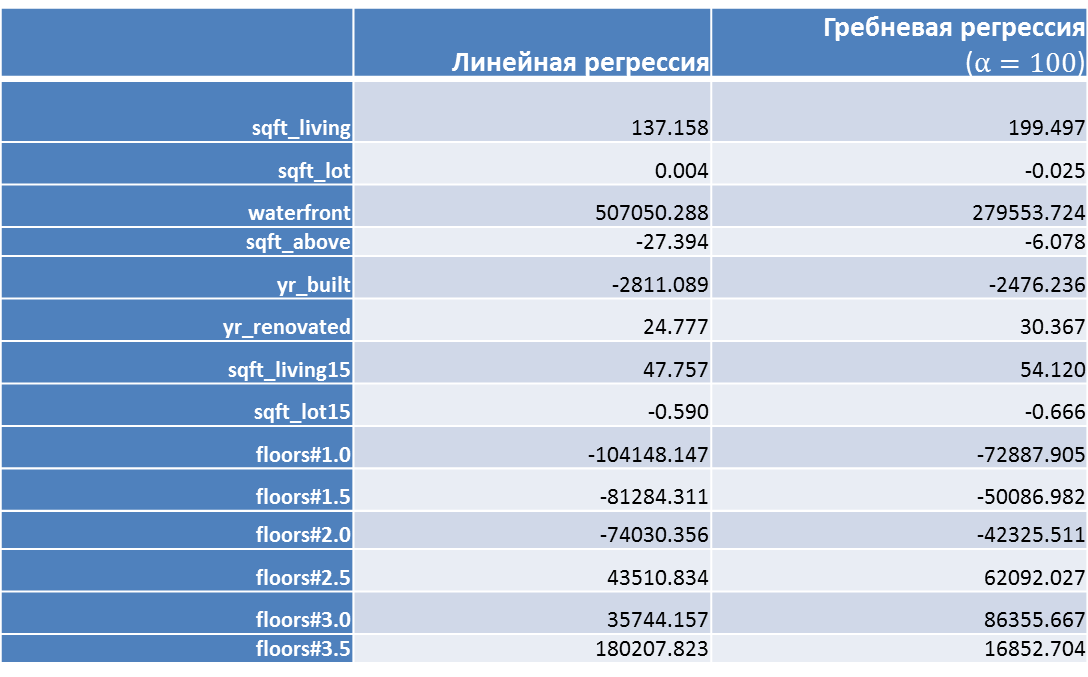 Линейная регрессия Гребневая регрессия
(α = 100)
sqft_living 137.158 199.497
sqft_lot 0.004 -0.025
waterfront 507050.288 279553.724
sqft_above -27.394 -6.078
yr_built -2811.089 -2476.236
yr_renovated 24.777 30.367
sqft_living15 47.757 54.120
sqft_lot15 -0.590 -0.666
floors#1.0 -104148.147 -72887.905
floors#1.5 -81284.311 -50086.982
floors#2.0 -74030.356 -42325.511
floors#2.5 43510.834 62092.027
floors#3.0 35744.157 86355.667
floors#3.5 180207.823 16852.704